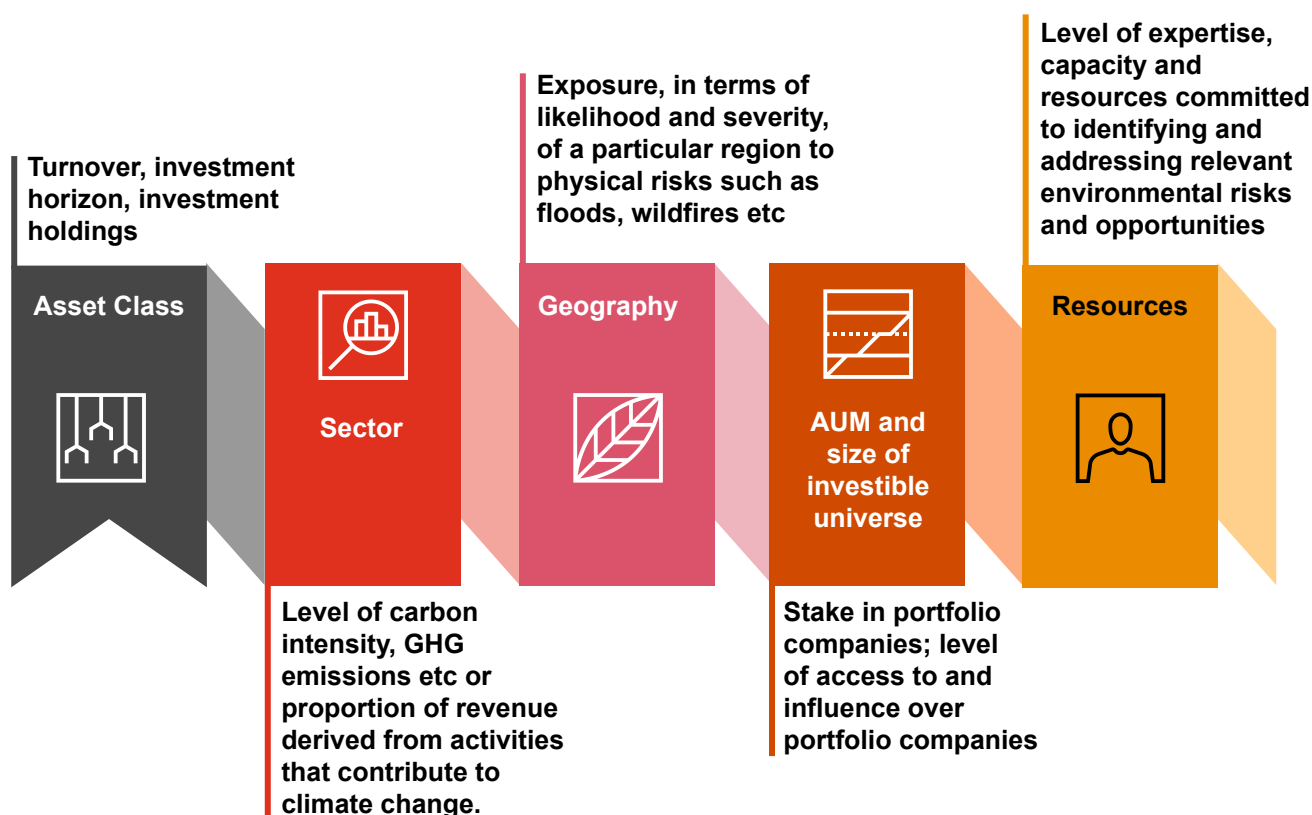 Turnover, investment
horizon, investment
holdings
Asset Class
Sector
Level of carbon
intensity, GHG
emissions etc or
proportion of revenue
derived from activities
that contribute to
climate change.
Exposure, in terms of
likelihood and severity,
of a particular region to
physical risks such as
floods, wildfires etc
Geography
AUM and
size of
investible
universe
Stake in portfolio
companies; level
of access to and
influence over
portfolio companies
Level of expertise,
capacity and
resources committed
to identifying and
addressing relevant
environmental risks
and opportunities
Resources